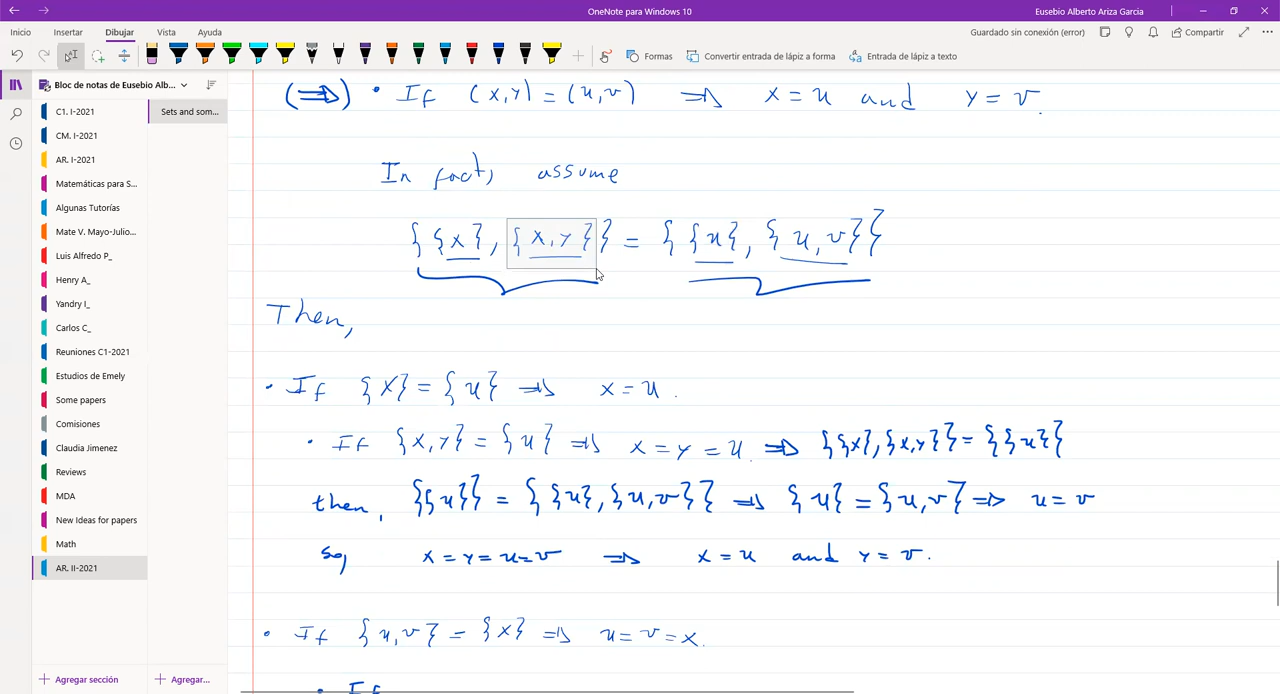 OneNote para Windows 10
Eusebio Alberto Ariza Garcia
Inicio Insertar Dibujar Vista Ayuda
Guardado sin conexión (error) Compartir
Formas Convertir entrada de lápiz a forma Entrada de lápiz a texto
Bloc de notas de Eusebio Alb...
C1. I-2021
CM. I-2021
AR. I-2021
Matemáticas para S...
Algunas Tutorías
Mate V. Mayo-Julio...
Luis Alfredo P_
Henry A_
Yandry I_
Carlos C_
Reuniones C1-2021
Estudios de Emely
Some papers
Comisiones
Claudia Jimenez
Reviews
MDA
New Ideas for papers
Math
AR. II-2021
Agregar sección
Sets and som...
Agregar...
(⇒) • If (x,y) = (u,v) ⇒ x = u and y = v.
In fact, assume
{{x}, {x,y}} = {{u}, {u,v}}
Then,
• If {x} = {u} ⇒ x = u.
• If {x,y} = {u} ⇒ x = y = u. ⇒ {{x},{x,y}} = {{u}}
then, {{u}} = {{u},{u,v}} ⇒ {u} = {u,v} ⇒ u = v
So, x = y = u = v ⇒ x = u and y = v.
• If {u,v} = {x} ⇒ u = v = x.
• If